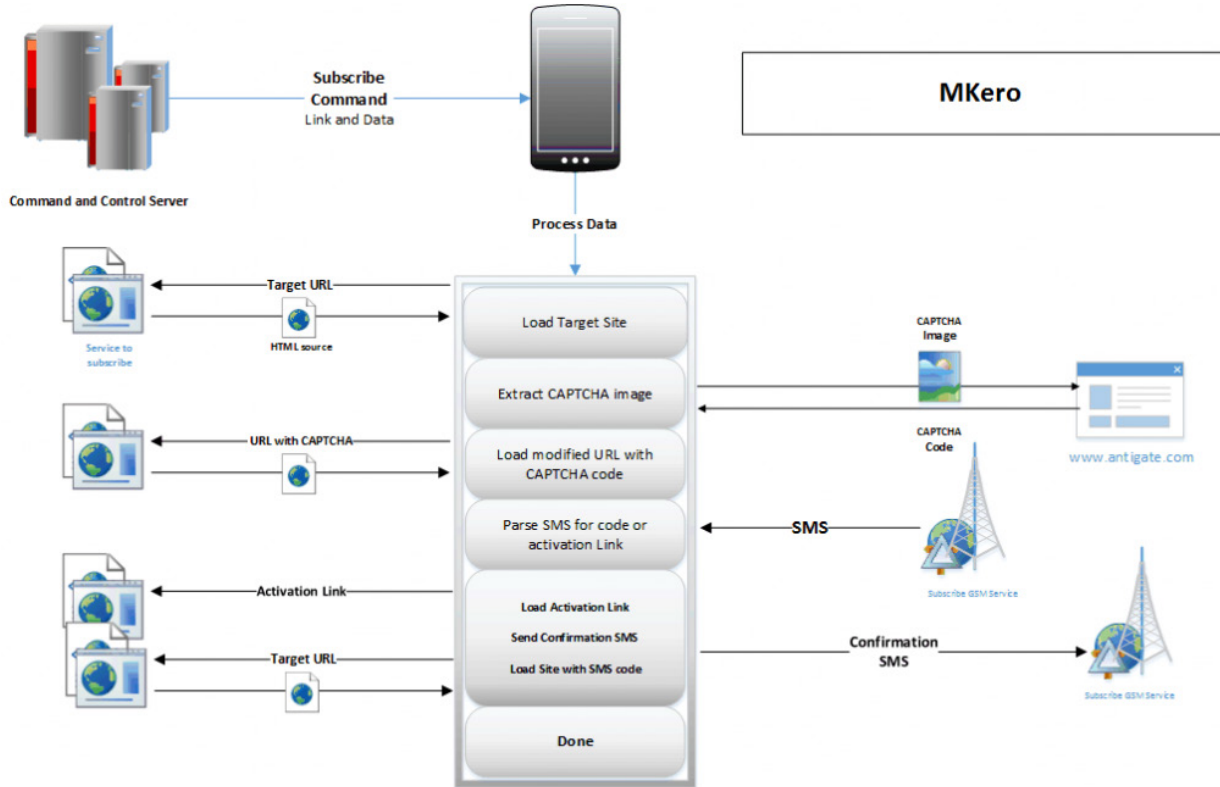 MKero
Subscribe
Command
Link and Data
Command and Control Server
Process Data
Target URL
HTML source
Service to
subscribe
Load Target Site
CAPTCHA
Image
Extract CAPTCHA image
CAPTCHA
Code
www.antigate.com
URL with CAPTCHA
Load modified URL with
CAPTCHA code
Parse SMS for code or
activation Link
SMS
Subscribe GSM Service
Activation Link
Target URL
Load Activation Link
Send Confirmation SMS
Load Site with SMS code
Confirmation
SMS
Subscribe GSM Service
Done